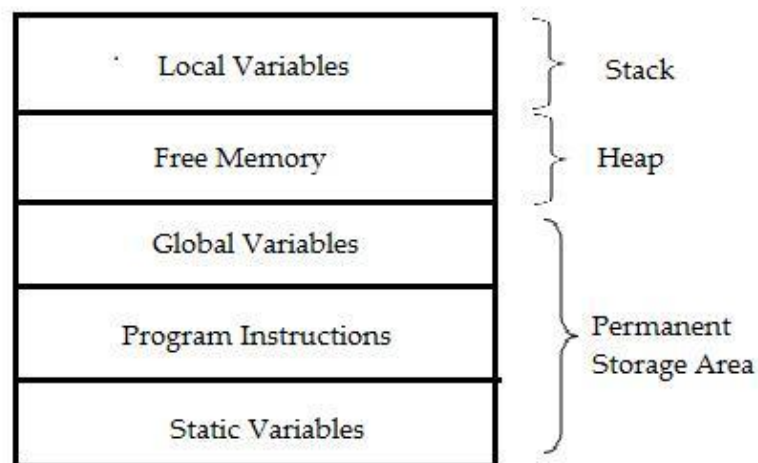 Local Variables
Stack
Free Memory
Heap
Global Variables
Program Instructions
Permanent
Storage Area
Static Variables